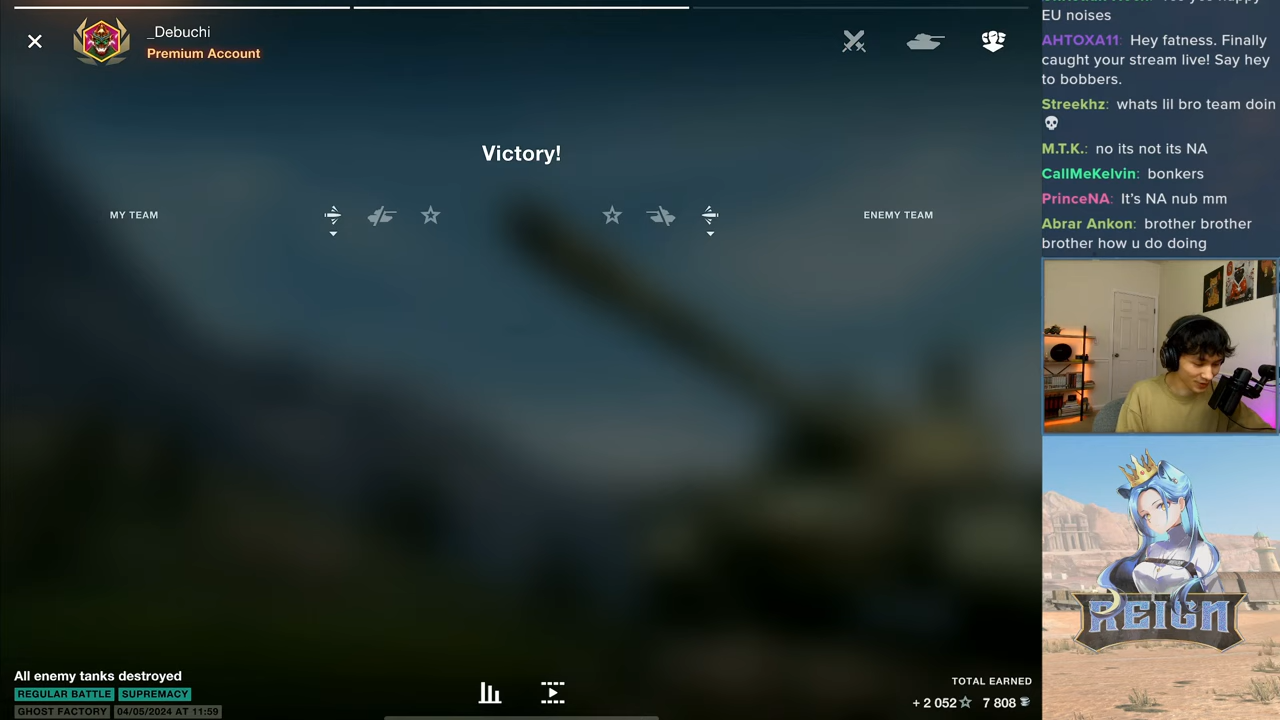 _Debuchi
Premium Account
Victory!
MY TEAM
ENEMY TEAM
All enemy tanks destroyed
REGULAR BATTLE SUPREMACY
GHOST FACTORY 04/05/2024 AT 11:59
TOTAL EARNED
+ 2 052 7 808
EU noises
AHTOXA11: Hey fatness. Finally
caught your stream live! Say hey
to bobbers.
Streekhz: whats lil bro team doin
💀
M.T.K.: no its not its NA
CallMeKelvin: bonkers
PrinceNA: It's NA nub mm
Abrar Ankon: brother brother
brother how u do doing
REIGN